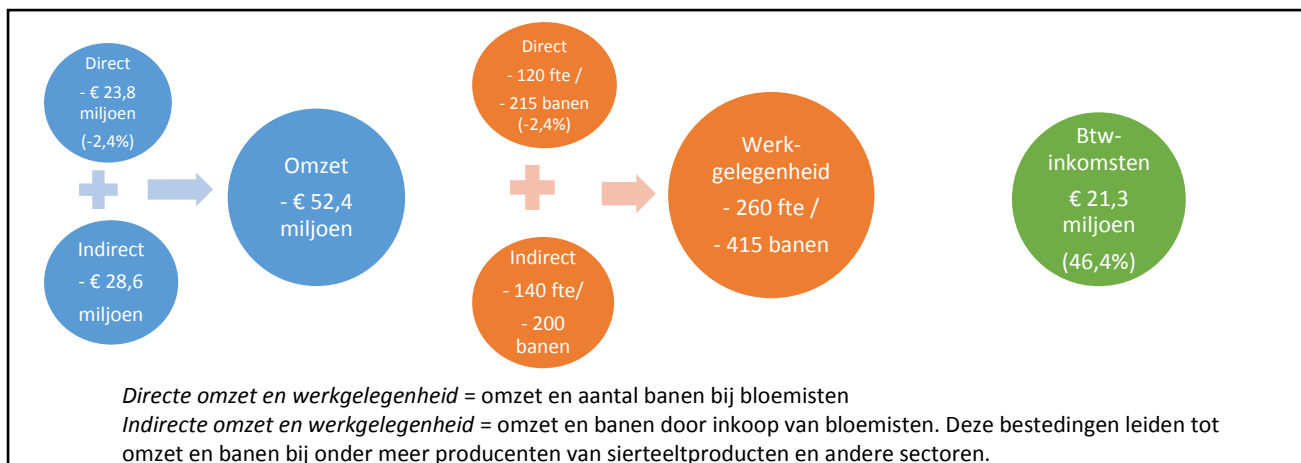 Direct
- € 23,8
miljoen
(-2,4%)
Indirect
- € 28,6
miljoen
Omzet
- € 52,4
miljoen
Direct
- 120 fte /
- 215 banen
(-2,4%)
Indirect
- 140 fte/
- 200
banen
Werk-
gelegenheid
- 260 fte /
- 415 banen
Btw-
inkomsten
€ 21,3
miljoen
(46,4%)
Directe omzet en werkgelegenheid = omzet en aantal banen bij bloemisten
Indirecte omzet en werkgelegenheid = omzet en banen door inkoop van bloemisten. Deze bestedingen leiden tot
omzet en banen bij onder meer producenten van sierteeltproducten en andere sectoren.